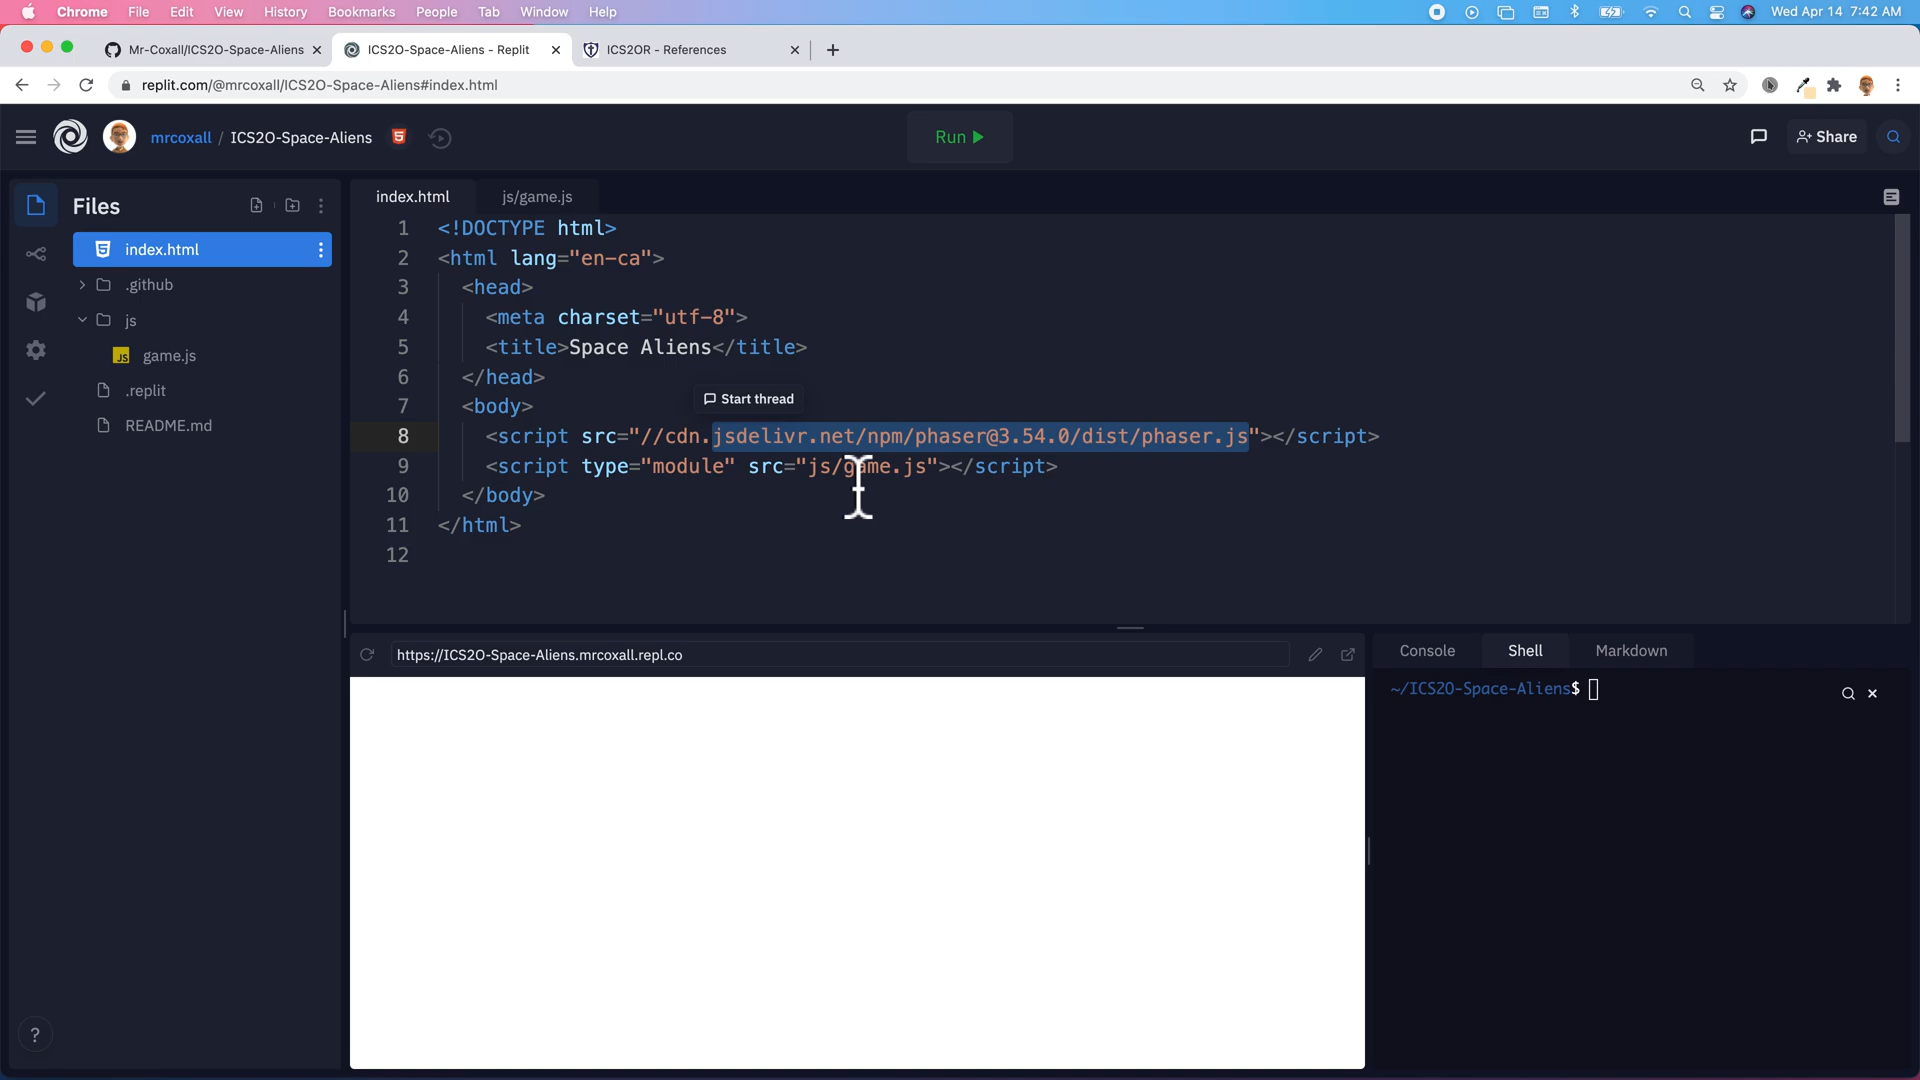 Chrome File Edit View History Bookmarks People Tab Window Help Wed Apr 14 7:42 AM
Mr-Coxall/ICS2O-Space-Aliens ICS2O-Space-Aliens - Replit ICS2OR - References
replit.com/@mrcoxall/ICS2O-Space-Aliens#index.html
mrcoxall / ICS2O-Space-Aliens Run Share
Files
index.html
.github
js
game.js
.replit
README.md
index.html js/game.js
1 <!DOCTYPE html>
2 <html lang="en-ca">
3 <head>
4 <meta charset="utf-8">
5 <title>Space Aliens</title>
6 </head>
Start thread
7 <body>
8 <script src="//cdn.jsdelivr.net/npm/phaser@3.54.0/dist/phaser.js"></script>
9 <script type="module" src="js/game.js"></script>
10 </body>
11 </html>
12
https://ICS2O-Space-Aliens.mrcoxall.repl.co
Console Shell Markdown
~/ICS2O-Space-Aliens$
?